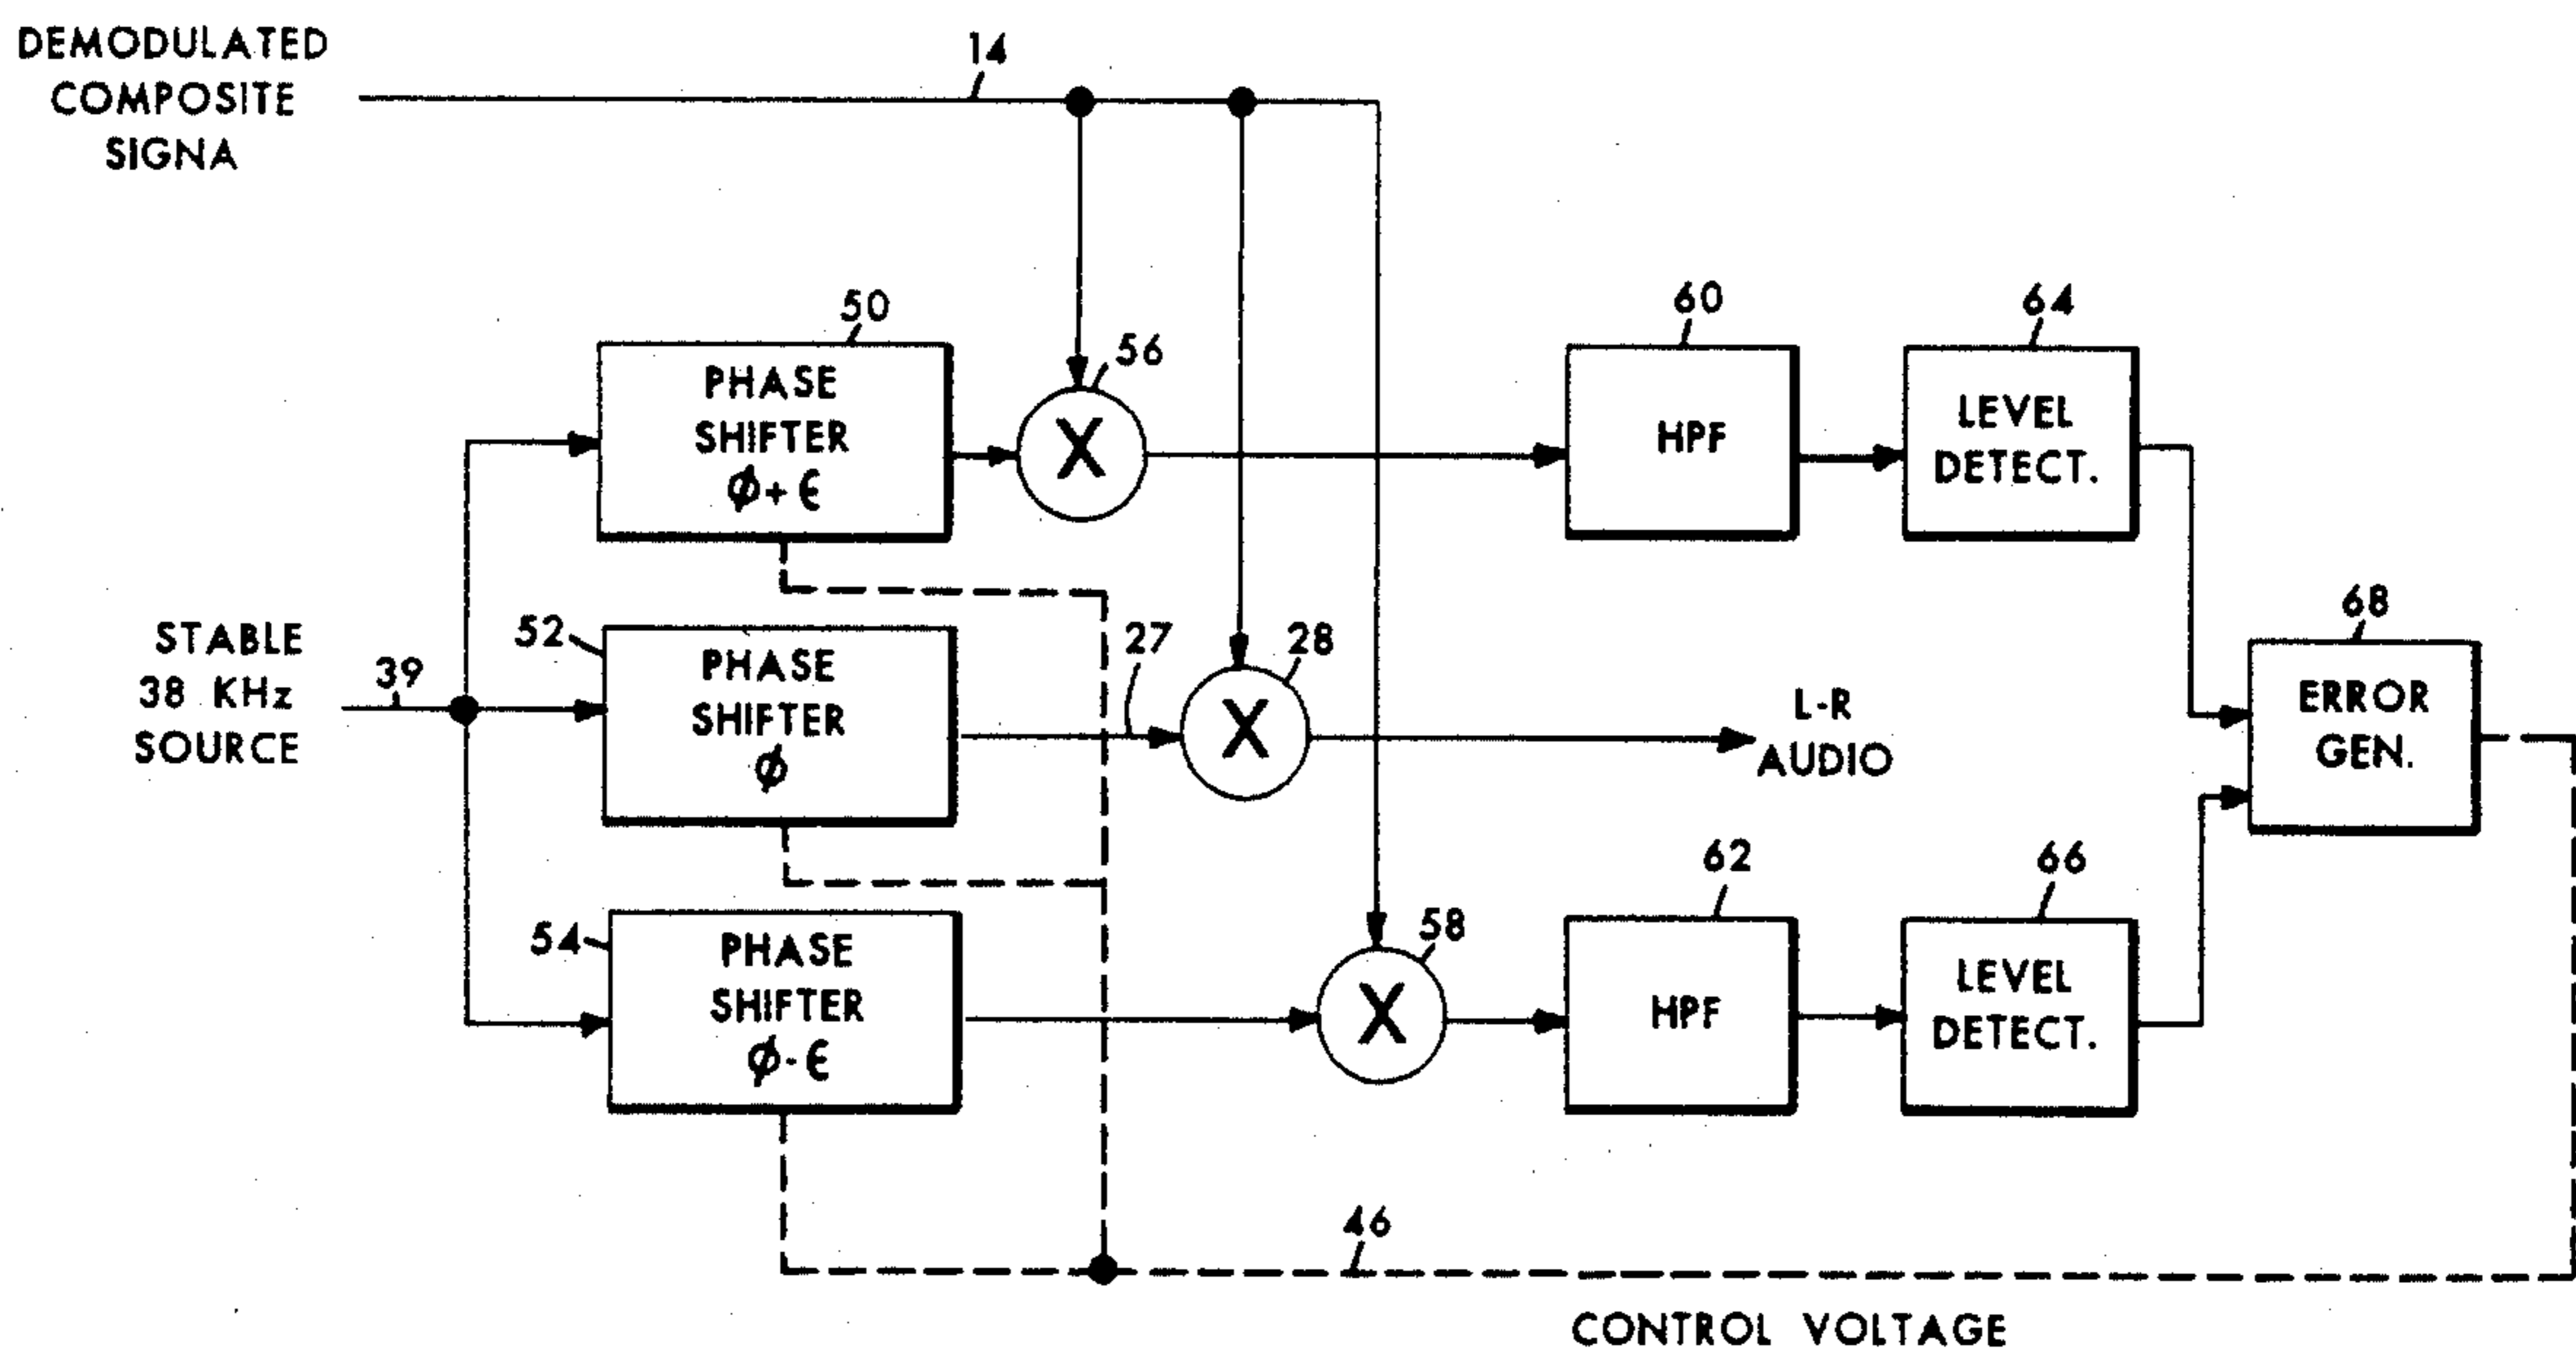 DEMODULATED
COMPOSITE
SIGNA
14
50
PHASE
SHIFTER
ϕ + ϵ
56
X
60
HPF
64
LEVEL
DETECT.
STABLE
38 KHz
SOURCE
39
52
PHASE
SHIFTER
ϕ
27
28
X
L-R
AUDIO
68
ERROR
GEN.
54
PHASE
SHIFTER
ϕ - ϵ
58
X
62
HPF
66
LEVEL
DETECT.
46
CONTROL VOLTAGE